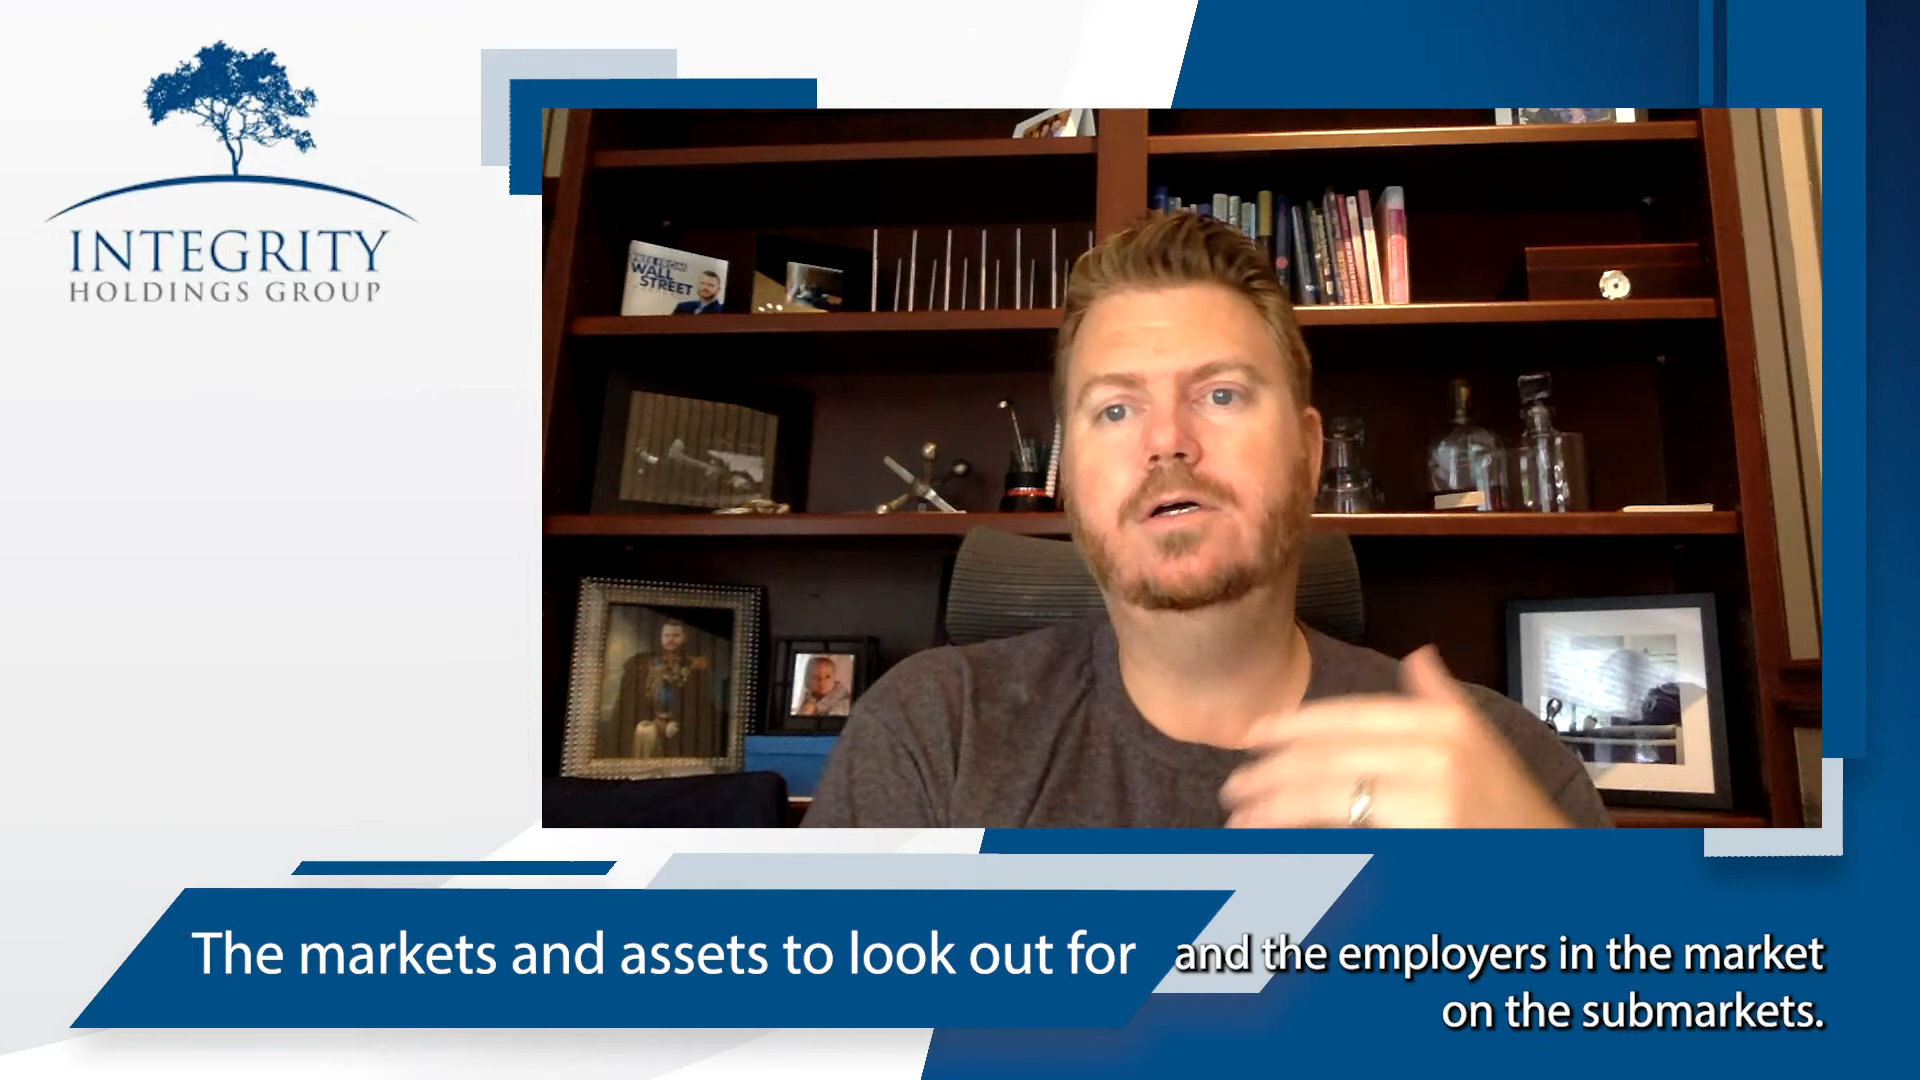 INTEGRITY
HOLDINGS GROUP
WALL
STREET
The markets and assets to look out for
and the employers in the market
on the submarkets.